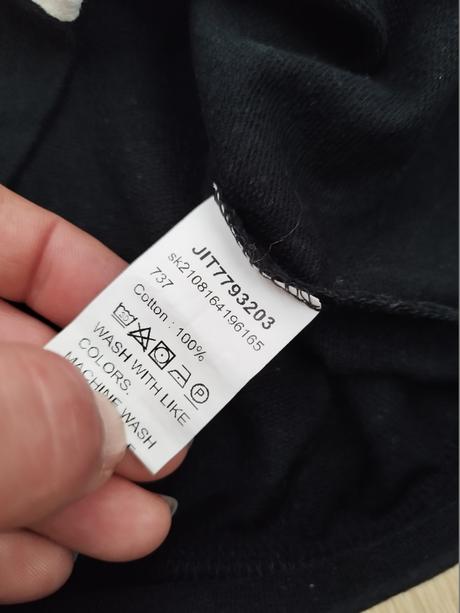 JIT7793203
sk2108164196165
737
Cotton : 100%
P
WASH WITH LIKE
COLORS.
MACHINE WASH